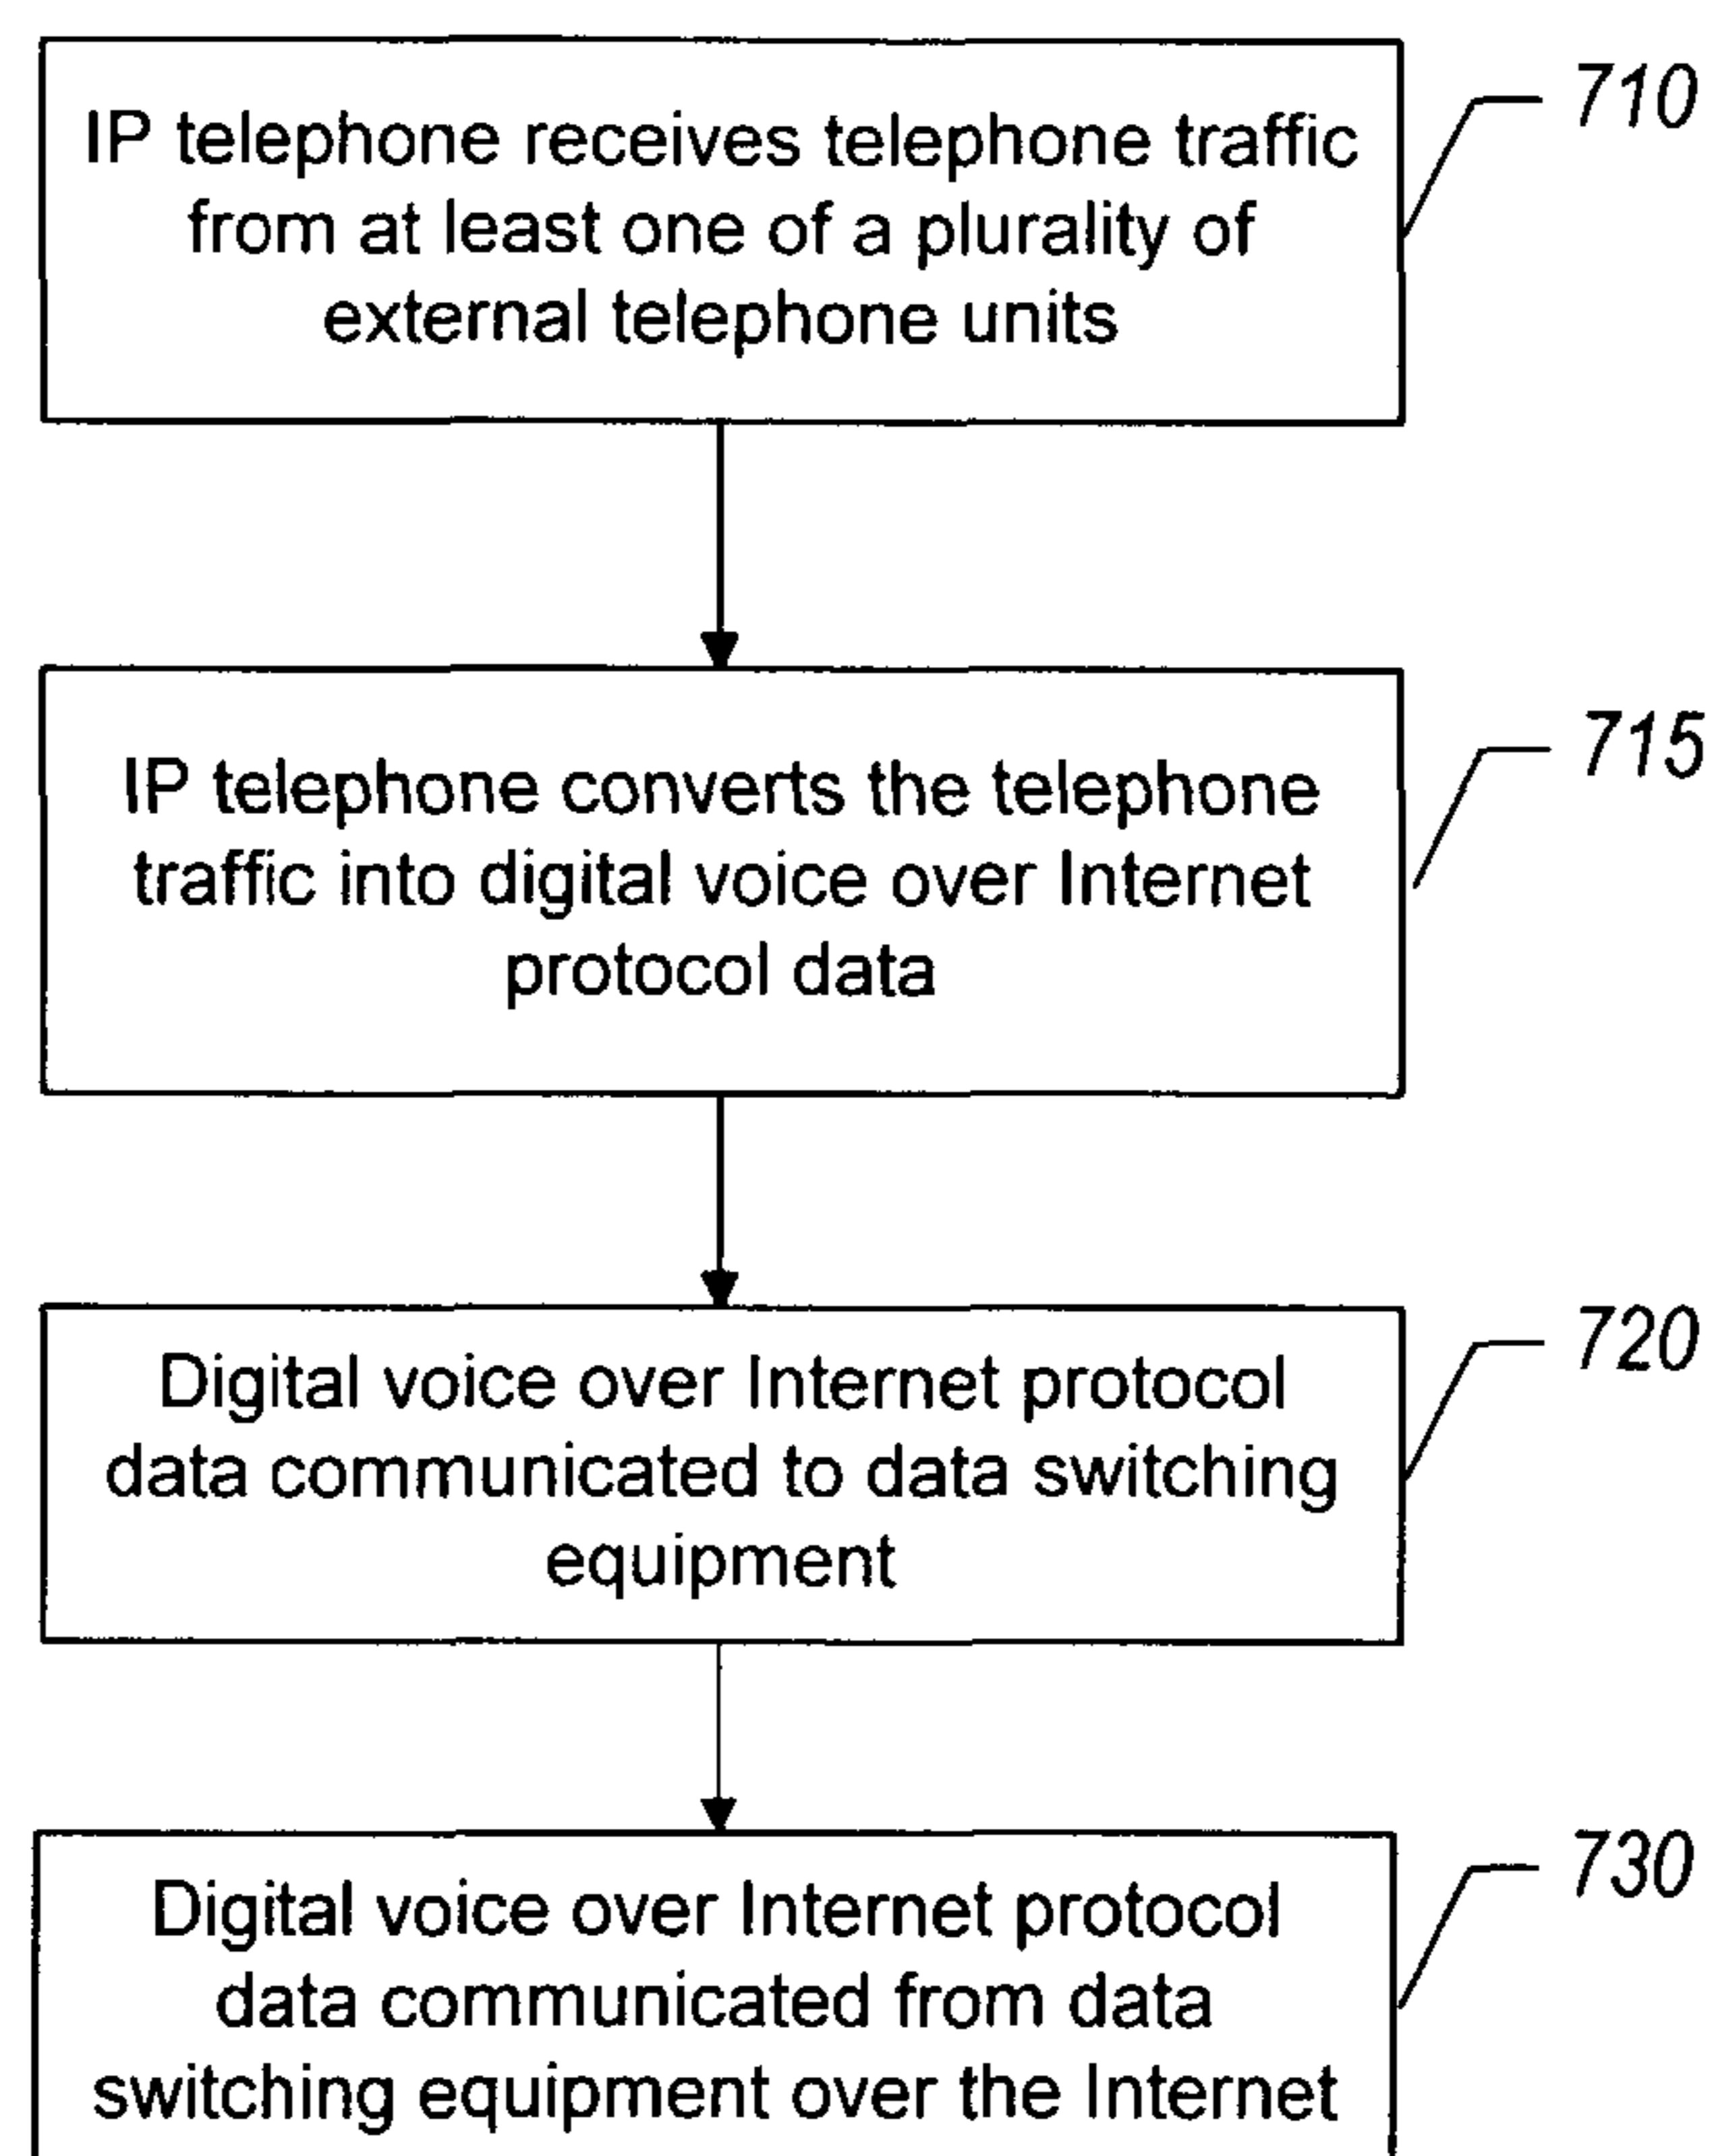 710
IP telephone receives telephone traffic
from at least one of a plurality of
external telephone units
715
IP telephone converts the telephone
traffic into digital voice over Internet
protocol data
720
Digital voice over Internet protocol
data communicated to data switching
equipment
730
Digital voice over Internet protocol
data communicated from data
switching equipment over the Internet